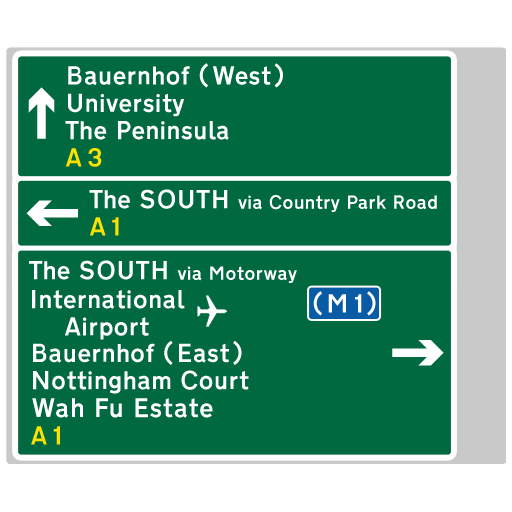 Bauernhof (West)
University
The Peninsula
A3
The SOUTH via Country Park Road
A1
The SOUTH via Motorway
International
Airport
(M1)
Bauernhof (East)
Nottingham Court
Wah Fu Estate
A1